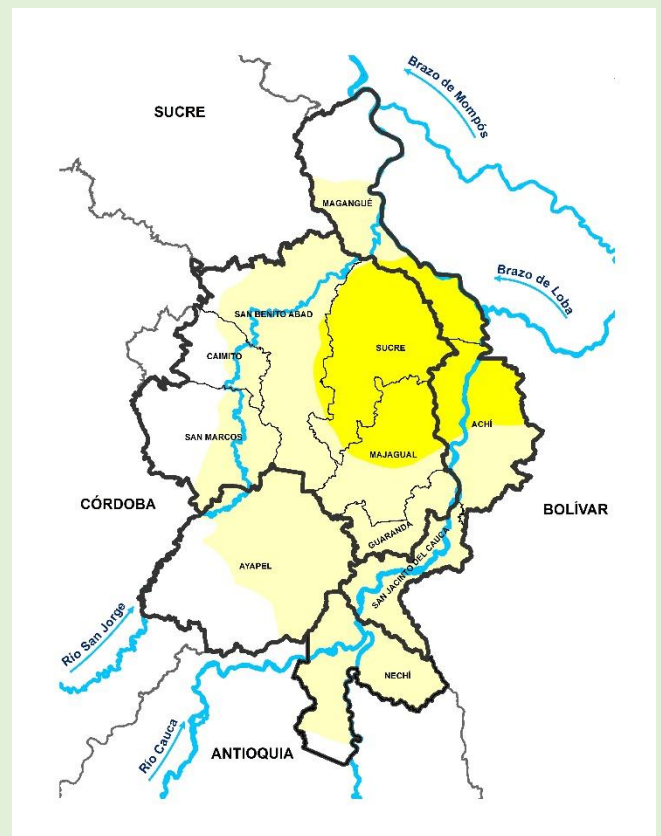 Brazo de Mompós
SUCRE
MAGANGUÉ
Brazo de Loba
SAN BENITO ABAD
SUCRE
CAIMITO
ACHÍ
SAN MARCOS
MAJAGUAL
CÓRDOBA
BOLÍVAR
GUARANDA
AYAPEL
SAN JACINTO DEL CAUCA
Río San Jorge
NECHÍ
Río Cauca
ANTIOQUIA